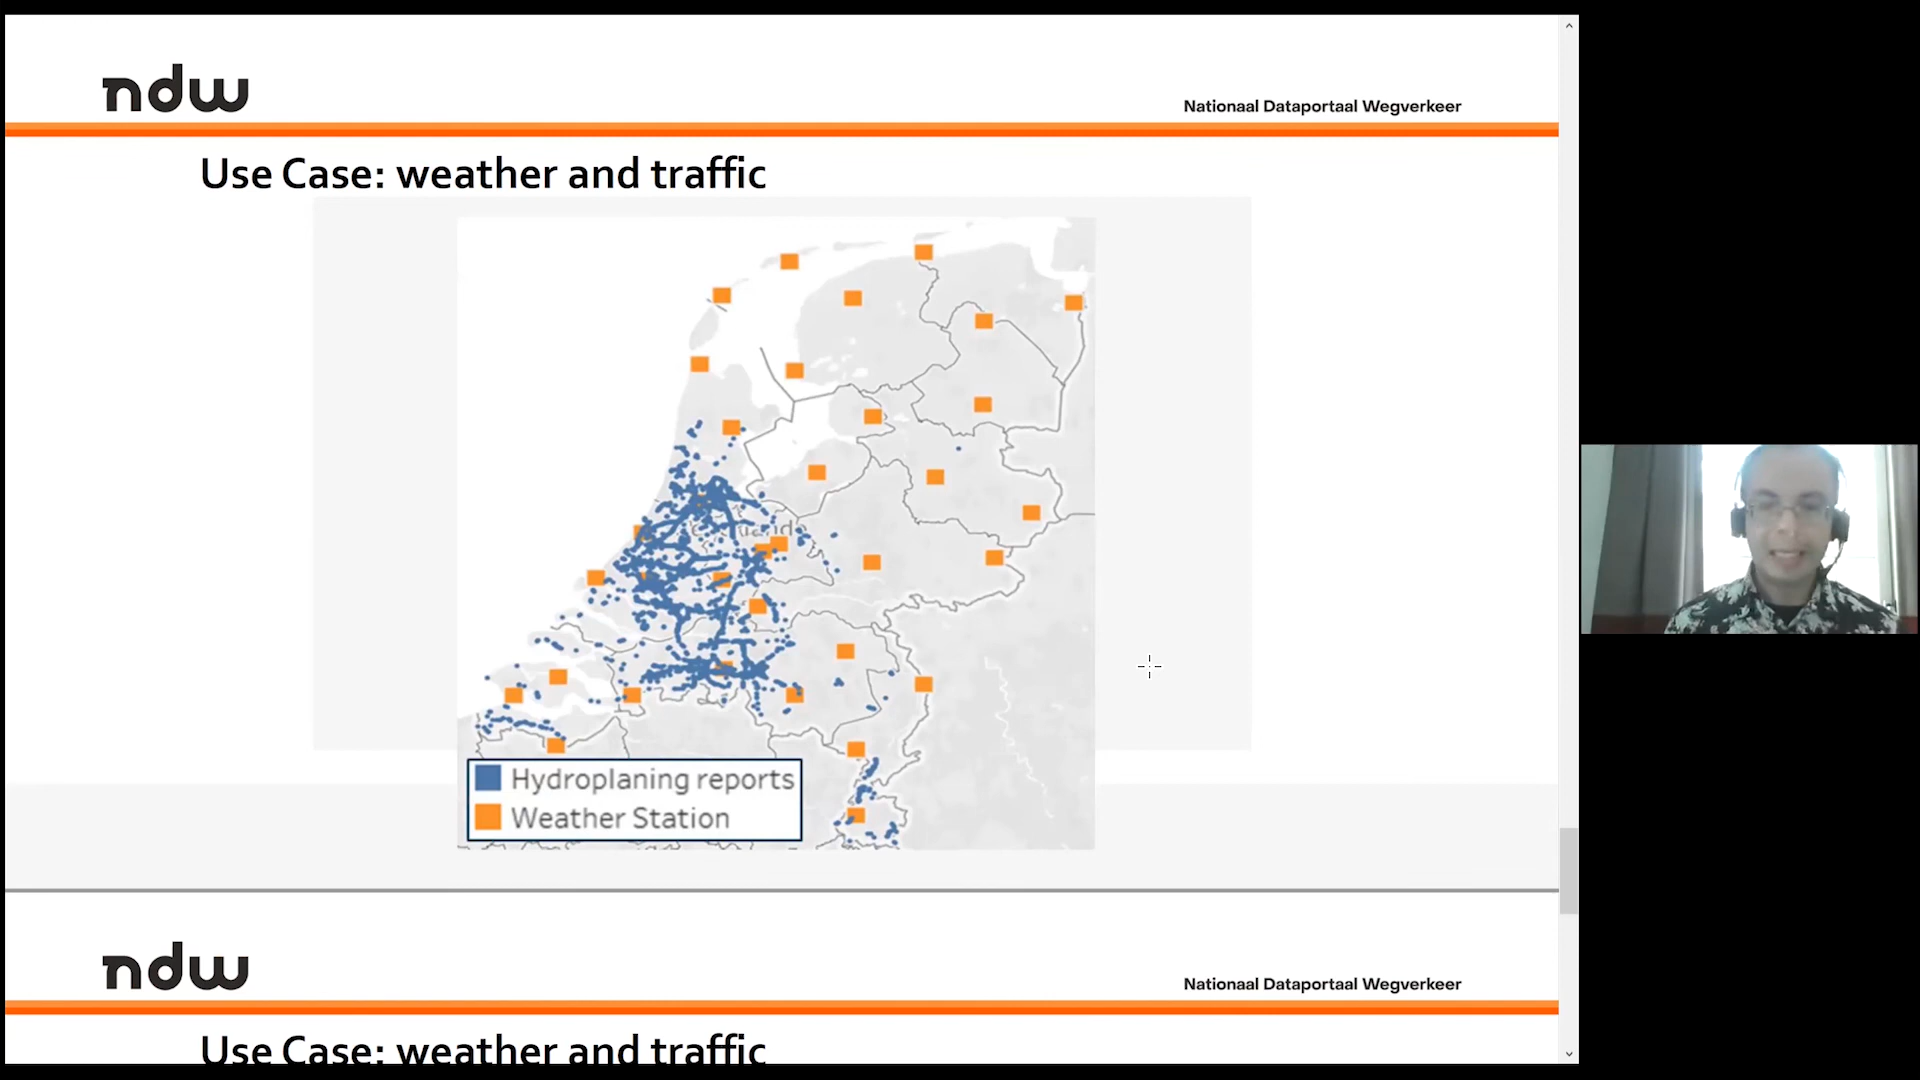 ndw
Nationaal Dataportaal Wegverkeer
Use Case: weather and traffic
Hydroplaning reports
Weather Station
ndw
Nationaal Dataportaal Wegverkeer
Use Case: weather and traffic